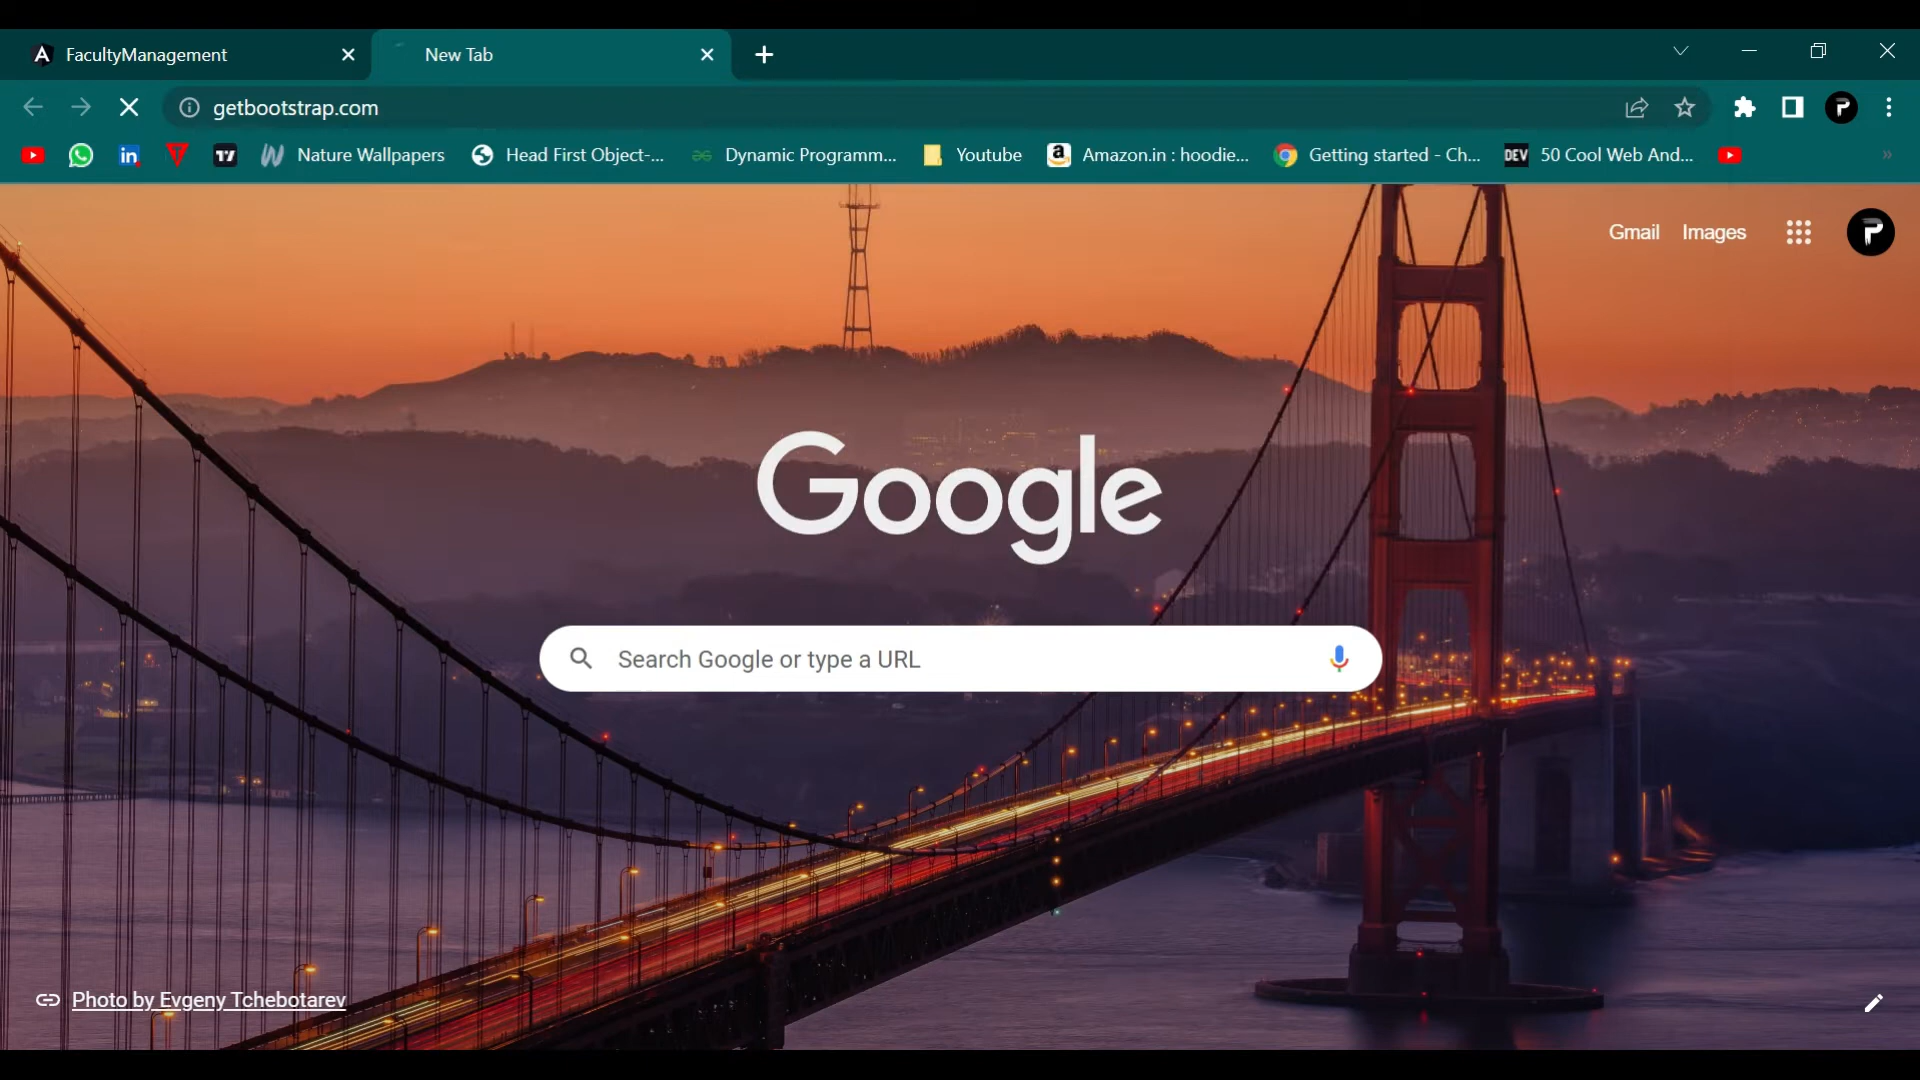 FacultyManagement
New Tab
getbootstrap.com
Nature Wallpapers
Head First Object-...
Dynamic Programm...
Youtube
Amazon.in : hoodie...
Getting started - Ch...
DEV
50 Cool Web And...
Gmail
Images
Google
Search Google or type a URL
Photo by Evgeny Tchebotarev